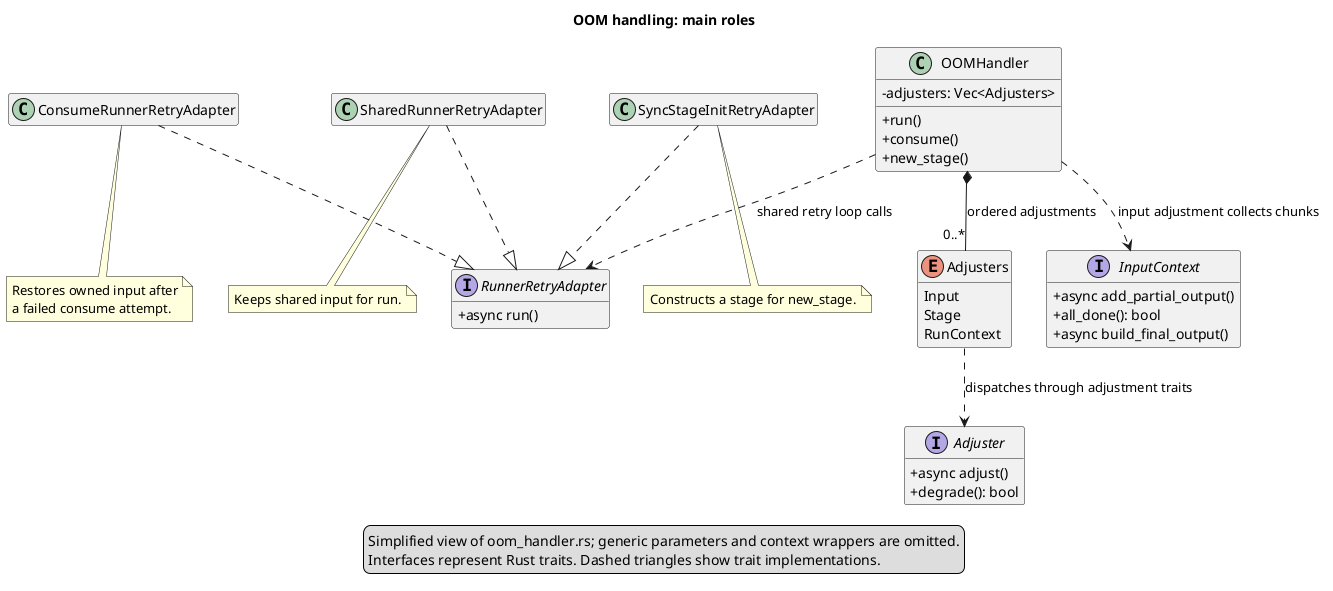 OOM handling: main roles
C OOMHandler
-adjusters: Vec<Adjusters>
+run()
+consume()
+new_stage()
C ConsumeRunnerRetryAdapter
C SharedRunnerRetryAdapter
C SyncStageInitRetryAdapter
shared retry loop calls
ordered adjustments
input adjustment collects chunks
0..*
Restores owned input after
a failed consume attempt.
Keeps shared input for run.
I RunnerRetryAdapter
+async run()
Constructs a stage for new_stage.
E Adjusters
Input
Stage
RunContext
I InputContext
+async add_partial_output()
+all_done(): bool
+async build_final_output()
dispatches through adjustment traits
I Adjuster
+async adjust()
+degrade(): bool
Simplified view of oom_handler.rs; generic parameters and context wrappers are omitted.
Interfaces represent Rust traits. Dashed triangles show trait implementations.